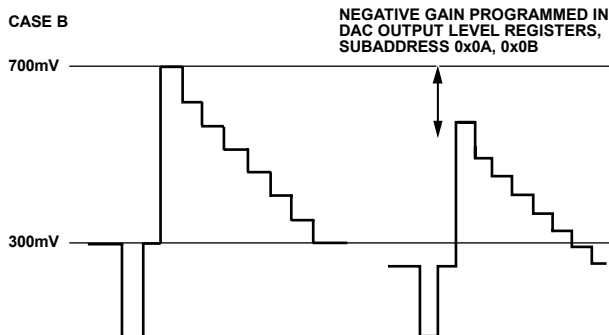 CASE B
NEGATIVE GAIN PROGRAMMED IN
DAC OUTPUT LEVEL REGISTERS,
SUBADDRESS 0x0A, 0x0B
700mV
300mV